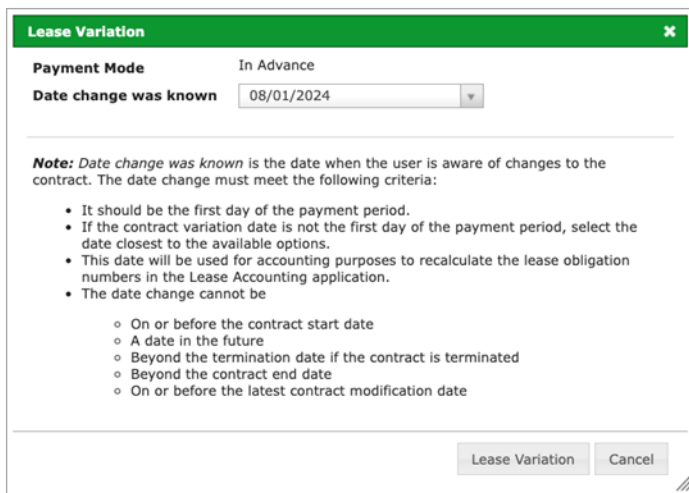 Lease Variation
Payment Mode In Advance
Date change was known 08/01/2024
Note: Date change was known is the date when the user is aware of changes to the
contract. The date change must meet the following criteria:
• It should be the first day of the payment period.
• If the contract variation date is not the first day of the payment period, select the
date closest to the available options.
• This date will be used for accounting purposes to recalculate the lease obligation
numbers in the Lease Accounting application.
• The date change cannot be
○ On or before the contract start date
○ A date in the future
○ Beyond the termination date if the contract is terminated
○ Beyond the contract end date
○ On or before the latest contract modification date
Lease Variation Cancel